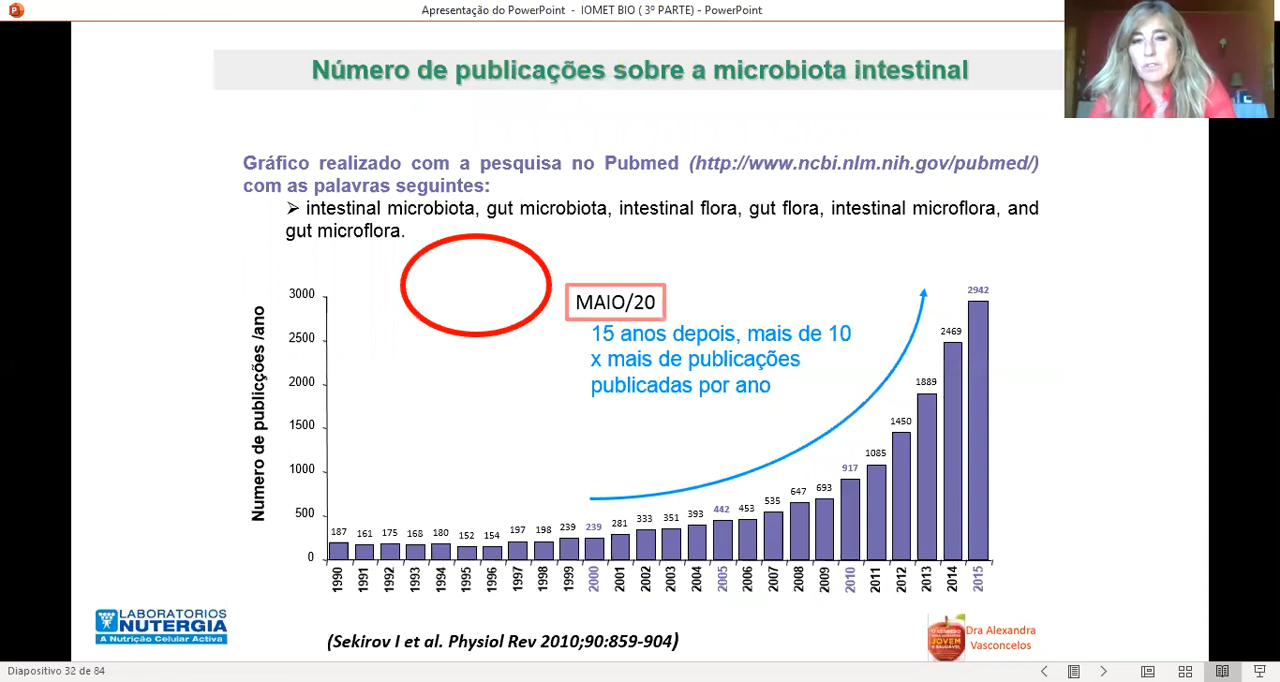 Apresentação do PowerPoint - IOMET BIO ( 3º PARTE) - PowerPoint
Número de publicações sobre a microbiota intestinal
Gráfico realizado com a pesquisa no Pubmed (http://www.ncbi.nlm.nih.gov/pubmed/)
com as palavras seguintes:
➢ intestinal microbiota, gut microbiota, intestinal flora, gut flora, intestinal microflora, and
gut microflora.
MAIO/20
15 anos depois, mais de 10
x mais de publicações
publicadas por ano
Numero de publicções /ano
3000
2500
2000
1500
1000
500
0
187 161 175 168 180 152 154 197 198 239 239 281 333 351 393 442 453 535 647 693 917 1085 1450 1889 2469 2942
1990 1991 1992 1993 1994 1995 1996 1997 1998 1999 2000 2001 2002 2003 2004 2005 2006 2007 2008 2009 2010 2011 2012 2013 2014 2015
LABORATORIOS
NUTERGIA
A Nutrição Celular Activa
(Sekirov I et al. Physiol Rev 2010;90:859-904)
JOVEM
Dra Alexandra
Vasconcelos
Diapositivo 32 de 84